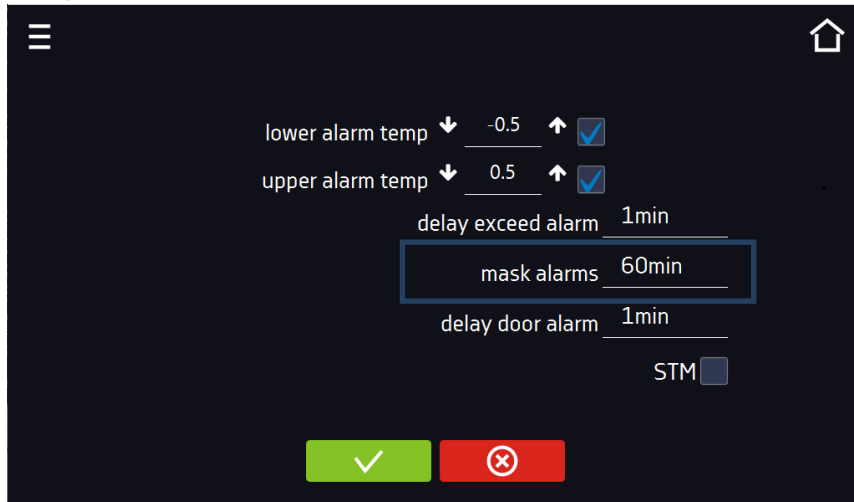 lower alarm temp -0.5
upper alarm temp 0.5
delay exceed alarm 1min
mask alarms 60min
delay door alarm 1min
STM